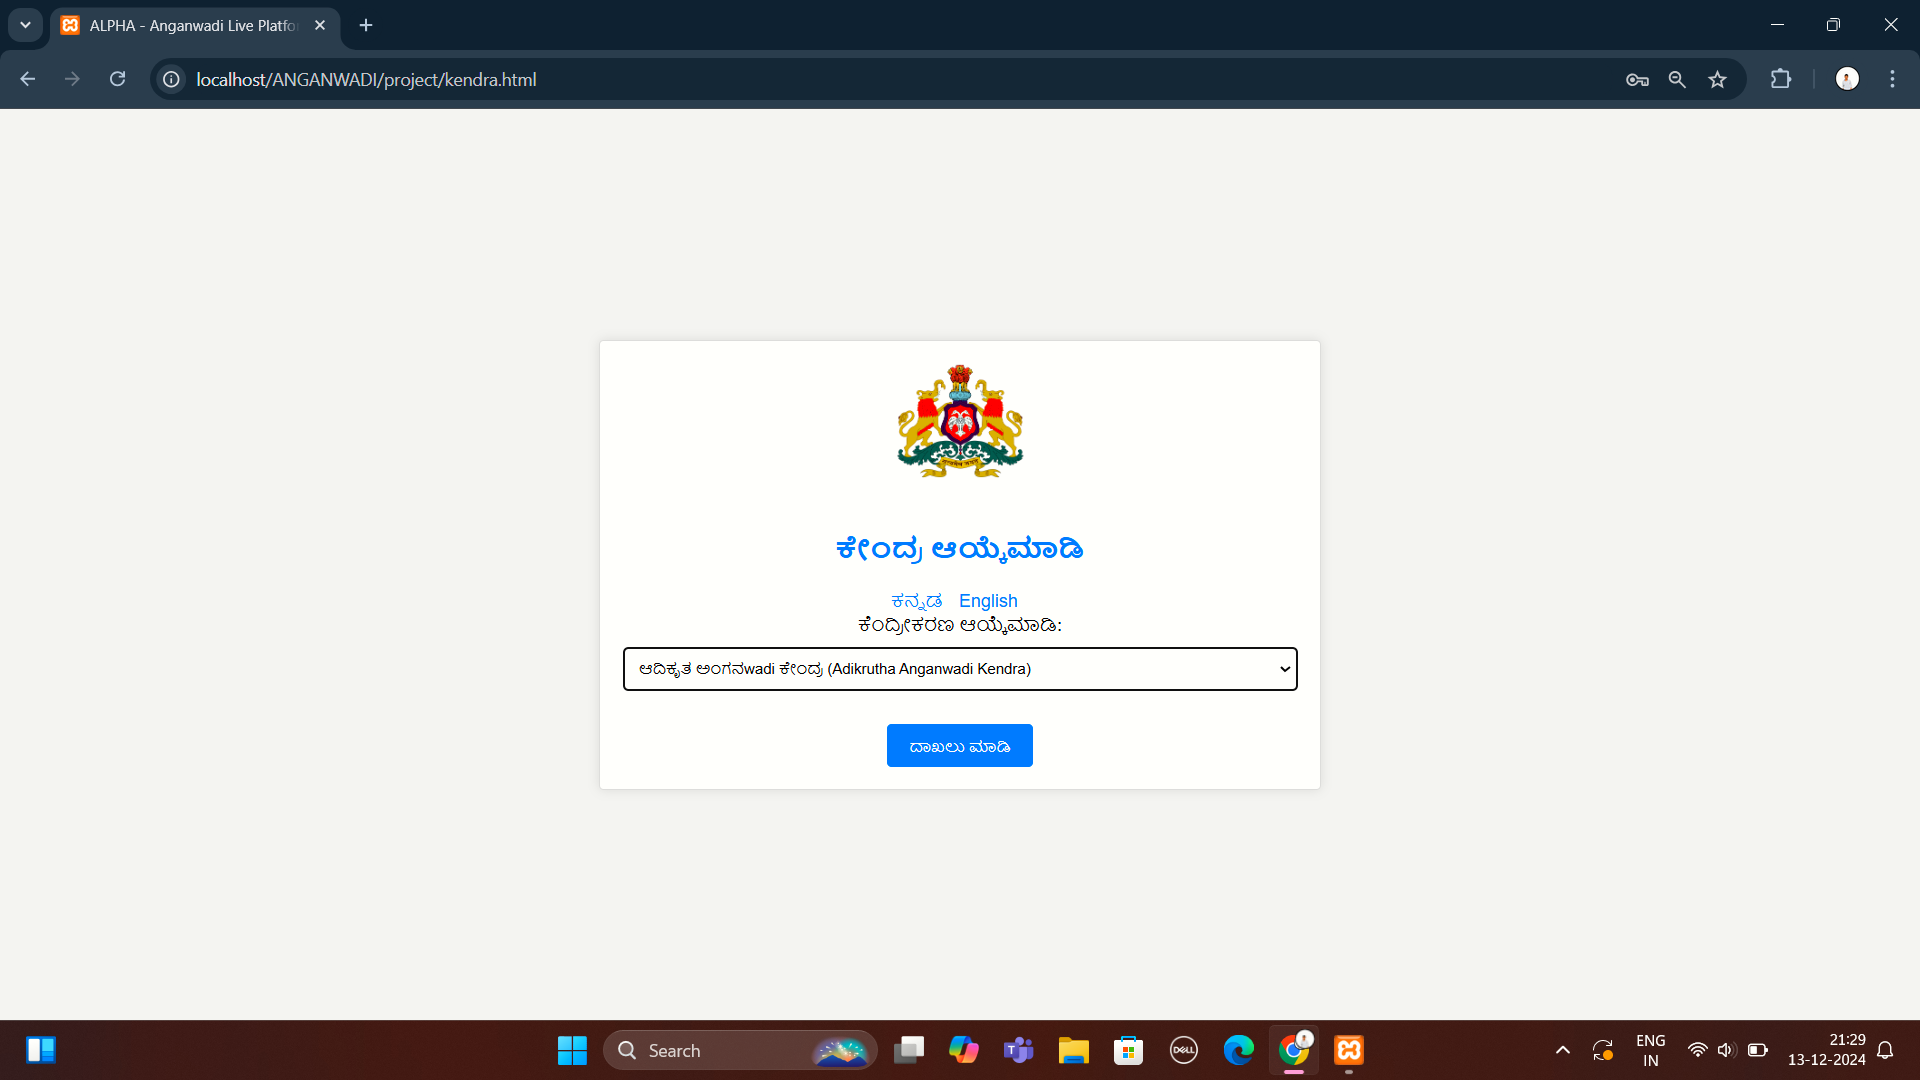 ALPHA - Anganwadi Live Platfo
localhost/ANGANWADI/project/kendra.html
ಕೇಂದ್ರ ಆಯ್ಕೆಮಾಡಿ
ಕನ್ನಡ English
ಕೆಂದ್ರೀಕರಣ ಆಯ್ಕೆಮಾಡಿ:
ಆದಿಕೃತ ಅಂಗನwadi ಕೇಂದ್ರ (Adikrutha Anganwadi Kendra)
ದಾಖಲು ಮಾಡಿ
Search
DELL
ENG
IN
21:29
13-12-2024